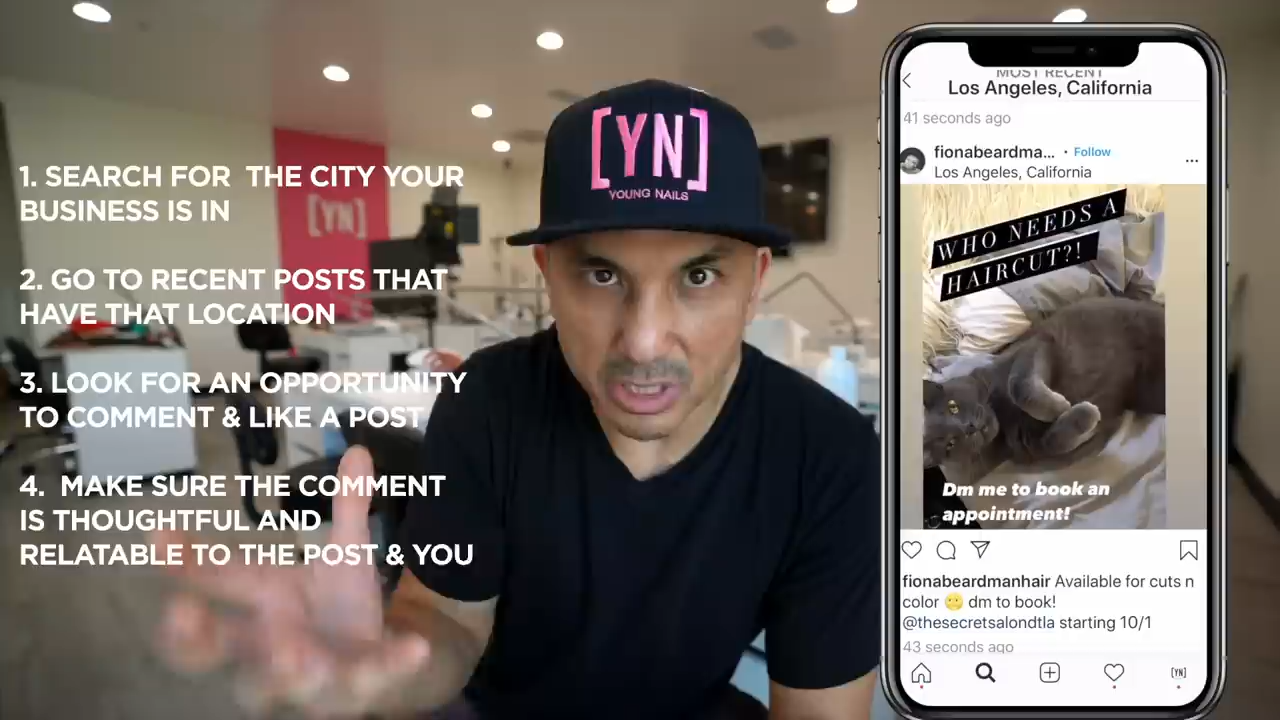 1. SEARCH FOR THE CITY YOUR
BUSINESS IS IN
2. GO TO RECENT POSTS THAT
HAVE THAT LOCATION
3. LOOK FOR AN OPPORTUNITY
TO COMMENT & LIKE A POST
4. MAKE SURE THE COMMENT
IS THOUGHTFUL AND
RELATABLE TO THE POST & YOU
[YN]
[YN]
YOUNG NAILS
MOST RECENT
Los Angeles, California
41 seconds ago
fionabeardma... • Follow
Los Angeles, California
WHO NEEDS A
HAIRCUT?!
Dm me to book an
appointment!
fionabeardmanhair Available for cuts n
color 🌝 dm to book!
@thesecretsalondtla starting 10/1
43 seconds ago
[YN]